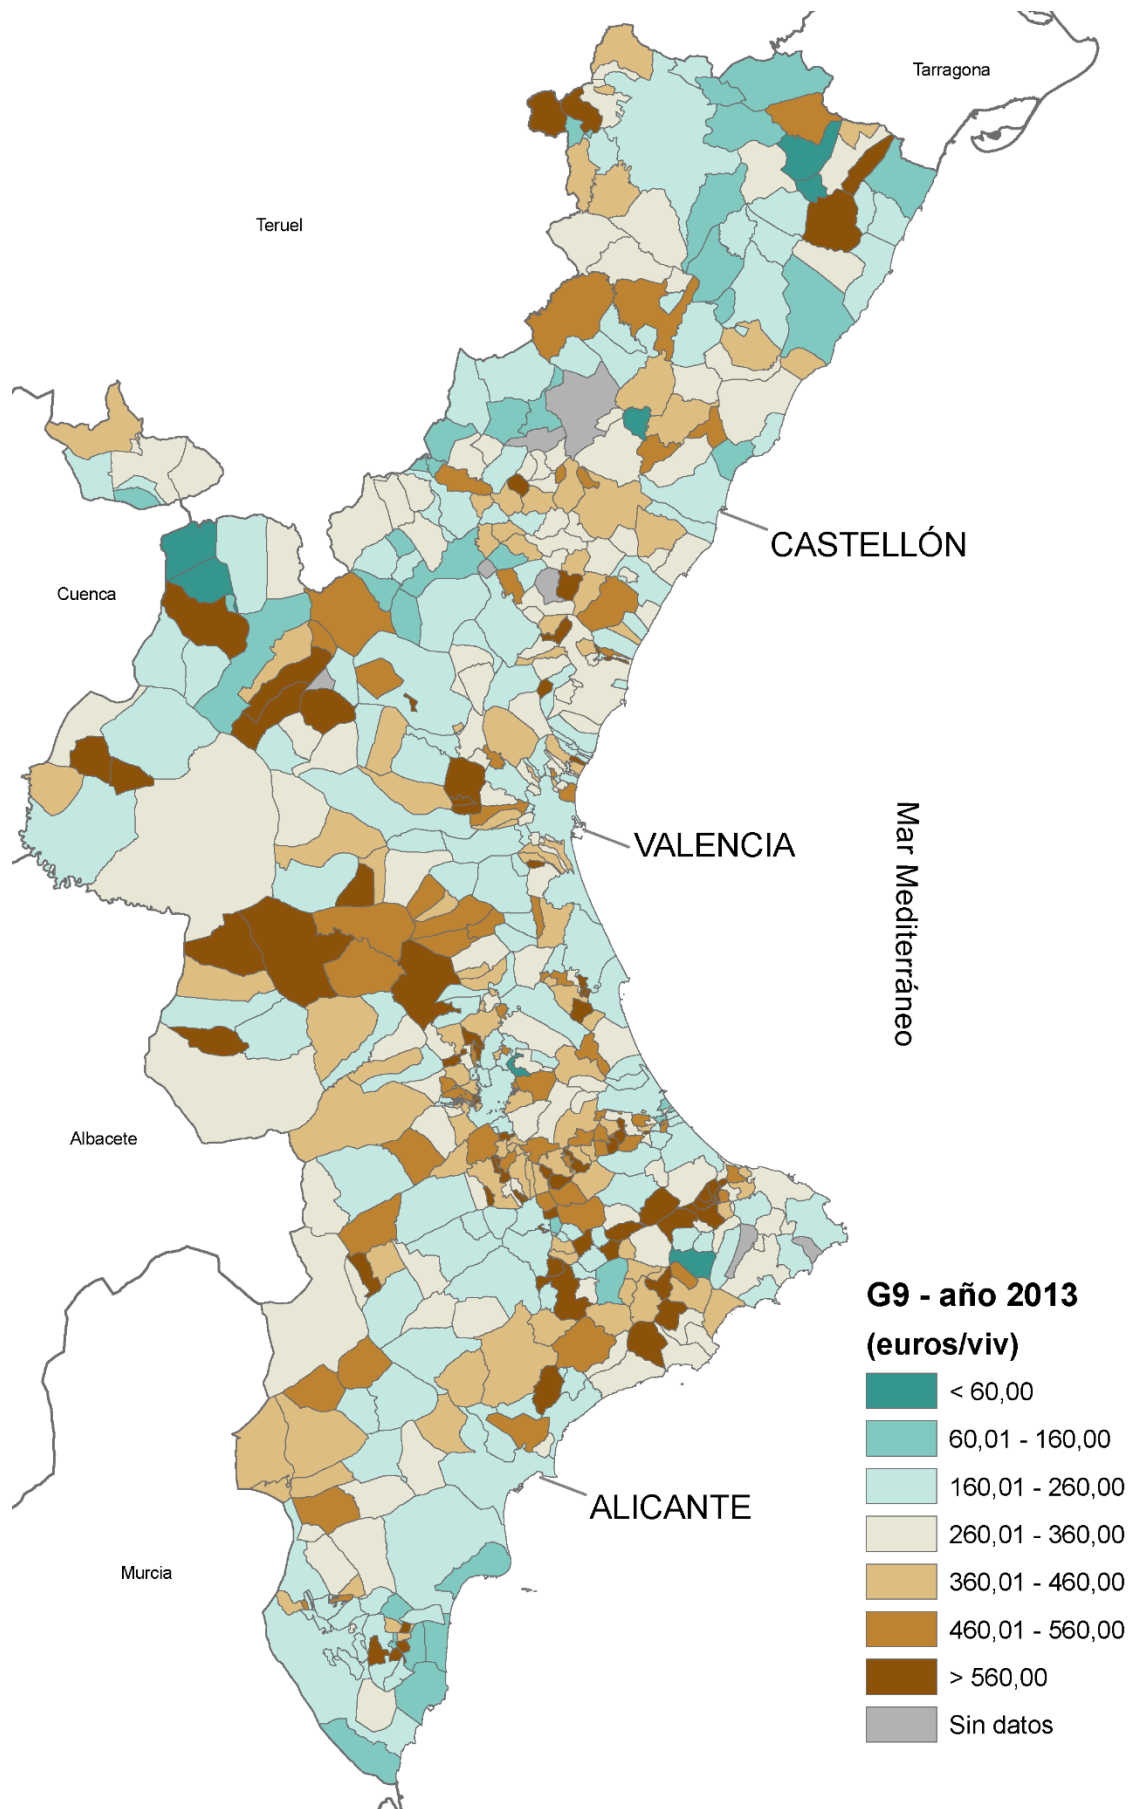 Tarragona
Teruel
CASTELLÓN
Cuenca
Mar Mediterráneo
VALENCIA
Albacete
G9 - año 2013
(euros/viv)
< 60,00
60,01 - 160,00
160,01 - 260,00
260,01 - 360,00
360,01 - 460,00
460,01 - 560,00
> 560,00
Sin datos
ALICANTE
Murcia